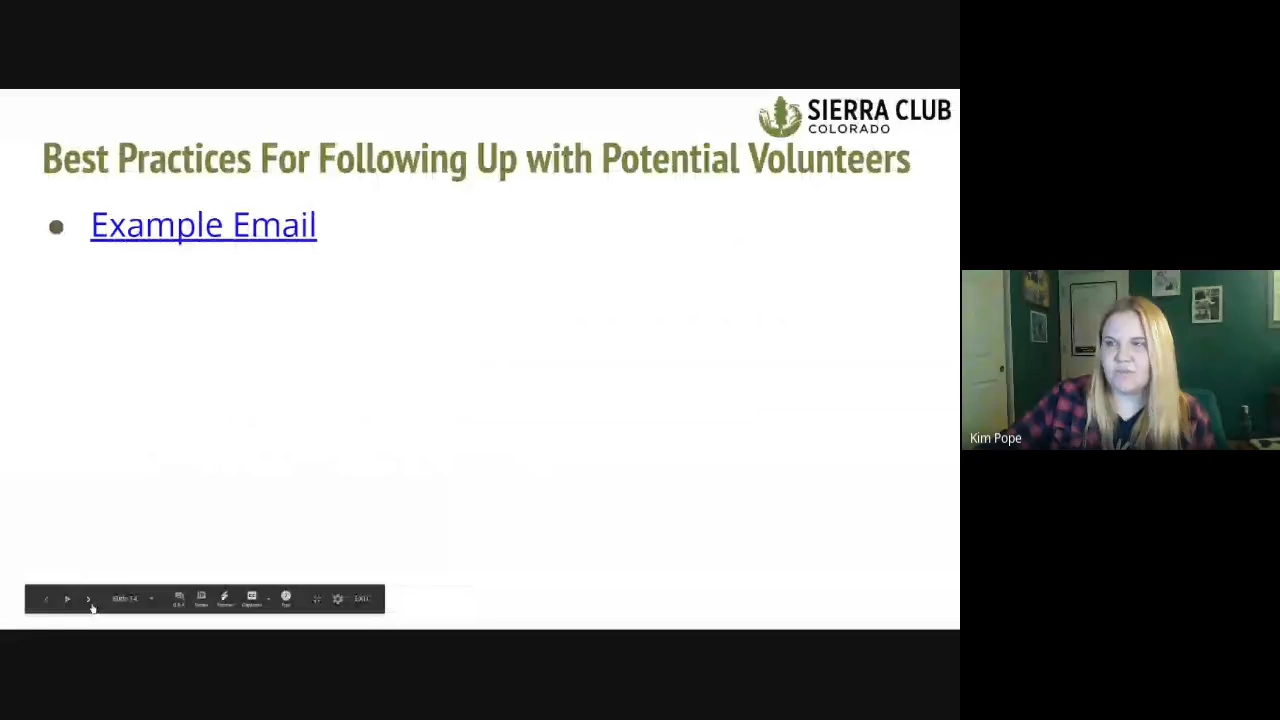 SIERRA CLUB
COLORADO
Best Practices For Following Up with Potential Volunteers
Example Email
Kim Pope